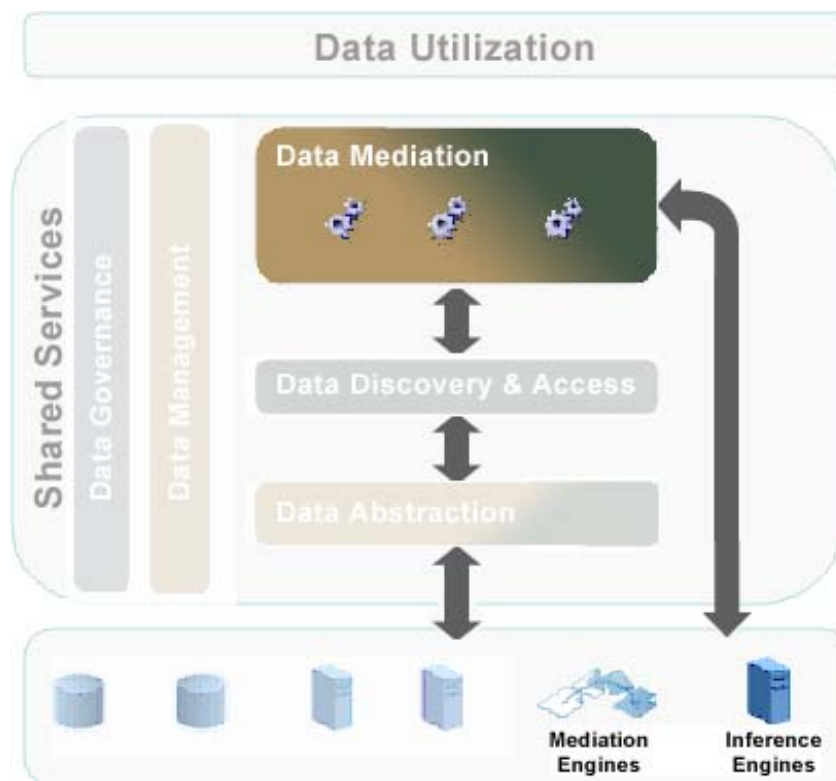 Data Utilization
Shared Services
Data Governance
Data Management
Data Mediation
Data Discovery & Access
Data Abstraction
Mediation
Engines
Inference
Engines